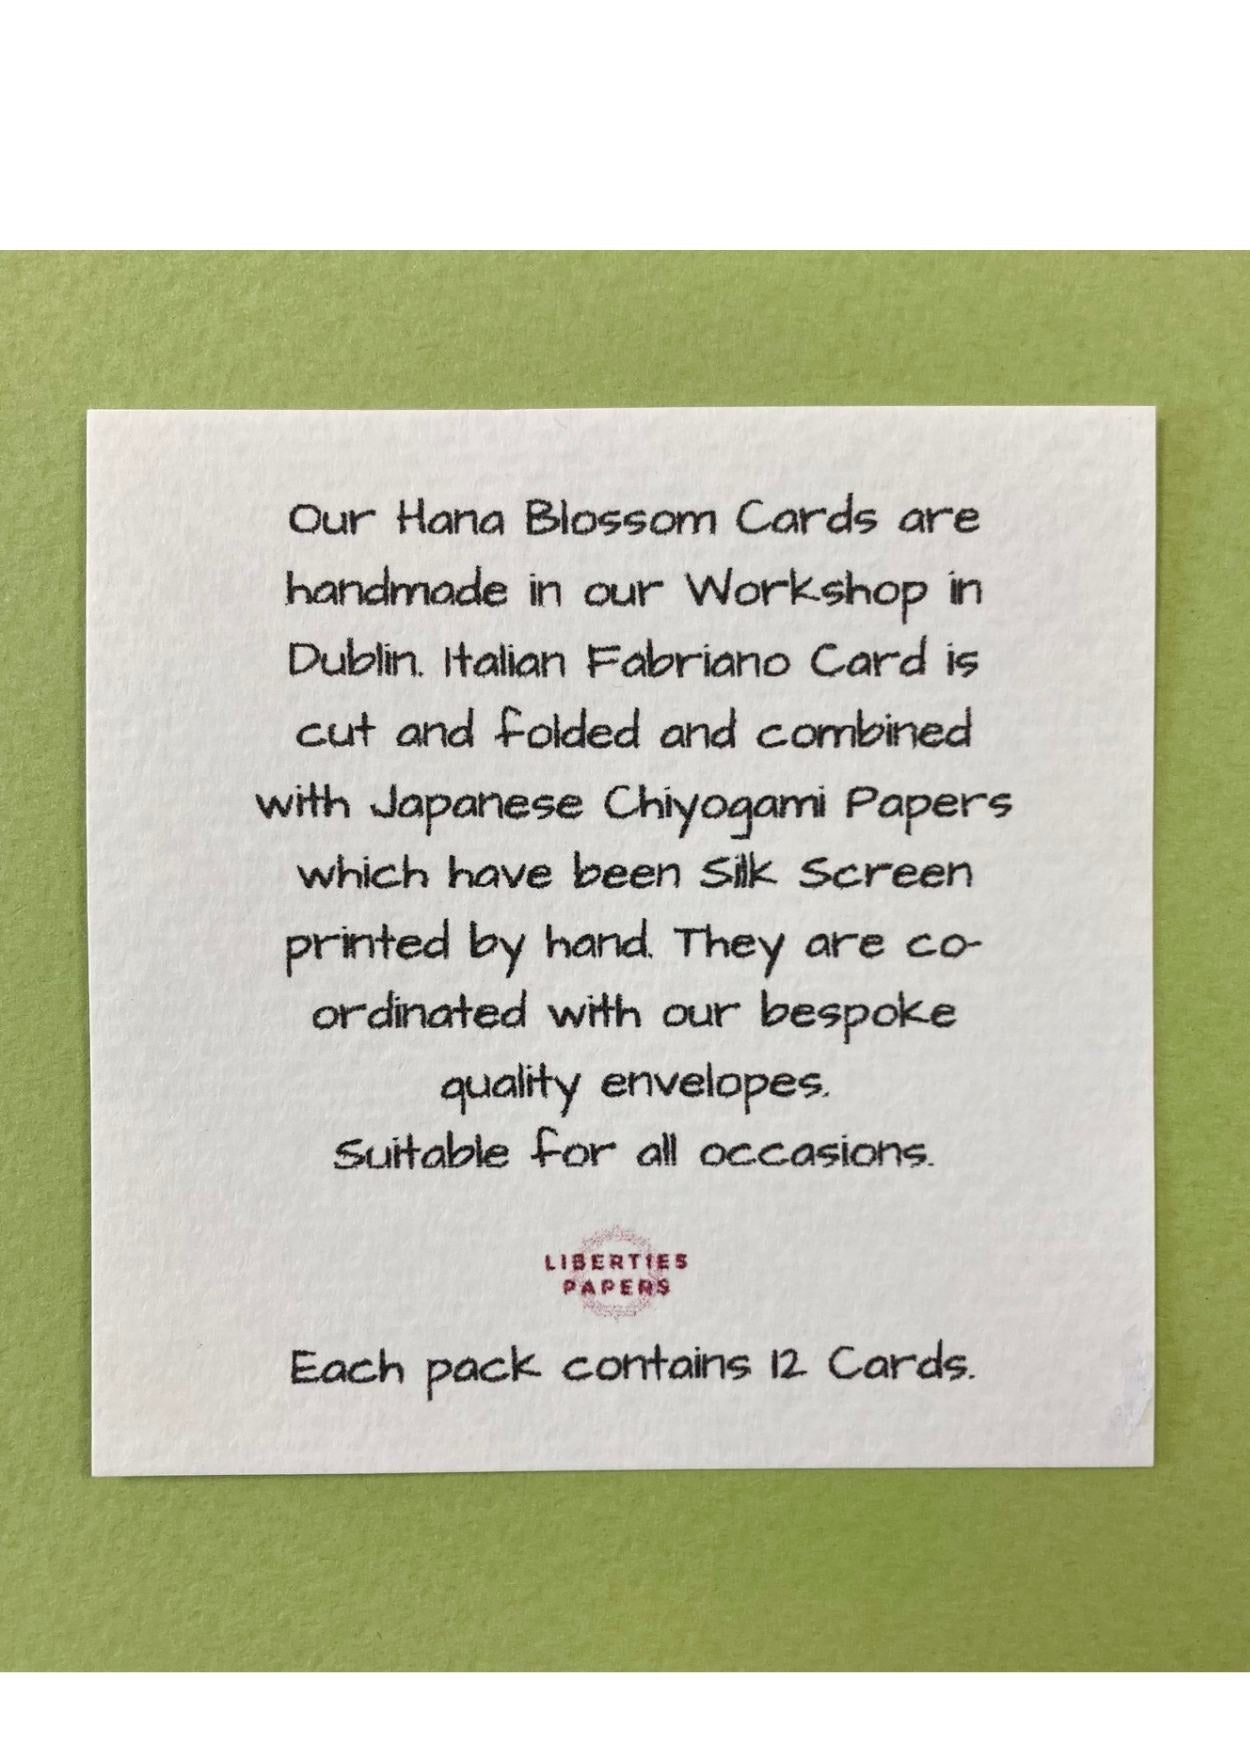 Our Hana Blossom Cards are
handmade in our Workshop in
Dublin. Italian Fabriano Card is
cut and folded and combined
with Japanese Chiyogami Papers
which have been Silk Screen
printed by hand. They are co-
ordinated with our bespoke
quality envelopes.
Suitable for all occasions.
LIBERTIES
PAPERS
Each pack contains 12 Cards.